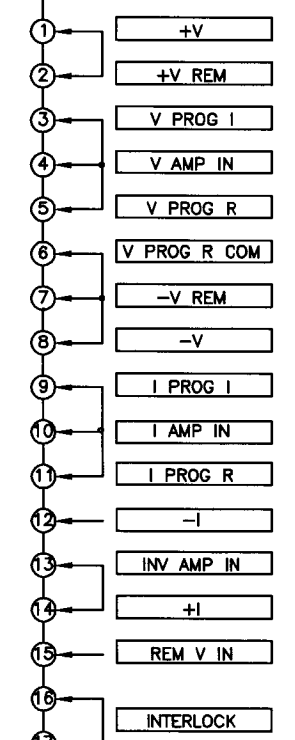 1 +V
2 +V REM
3 V PROG I
4 V AMP IN
5 V PROG R
6 V PROG R COM
7 −V REM
8 −V
9 I PROG I
10 I AMP IN
11 I PROG R
12 −I
13 INV AMP IN
14 +I
15 REM V IN
16
INTERLOCK